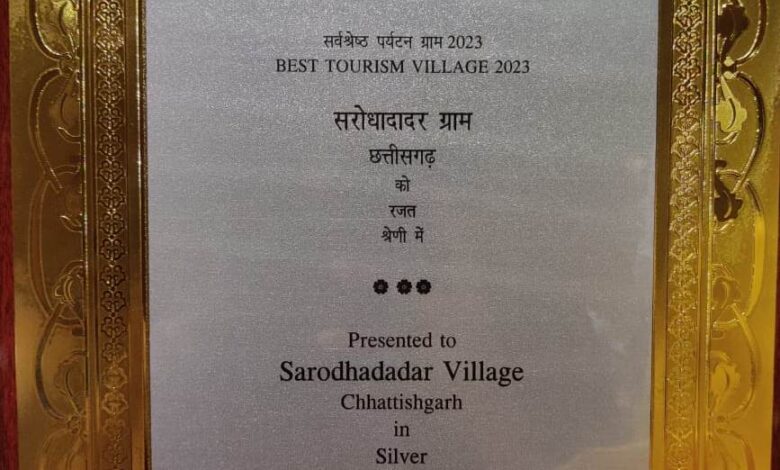 सर्वश्रेष्ठ पर्यटन ग्राम 2023
BEST TOURISM VILLAGE 2023
सरोधादादर ग्राम
छत्तीसगढ़
को
रजत
श्रेणी में
Presented to
Sarodhadadar Village
Chhattishgarh
in
Silver